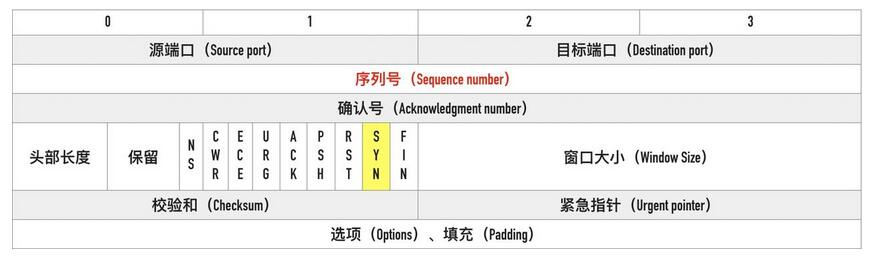 0 1 2 3
源端口（Source port） 目标端口（Destination port）
序列号（Sequence number）
确认号（Acknowledgment number）
头部长度 保留 NS CWR ECE URG ACK PSH RST SYN FIN 窗口大小（Window Size）
校验和（Checksum） 紧急指针（Urgent pointer）
选项（Options）、填充（Padding）